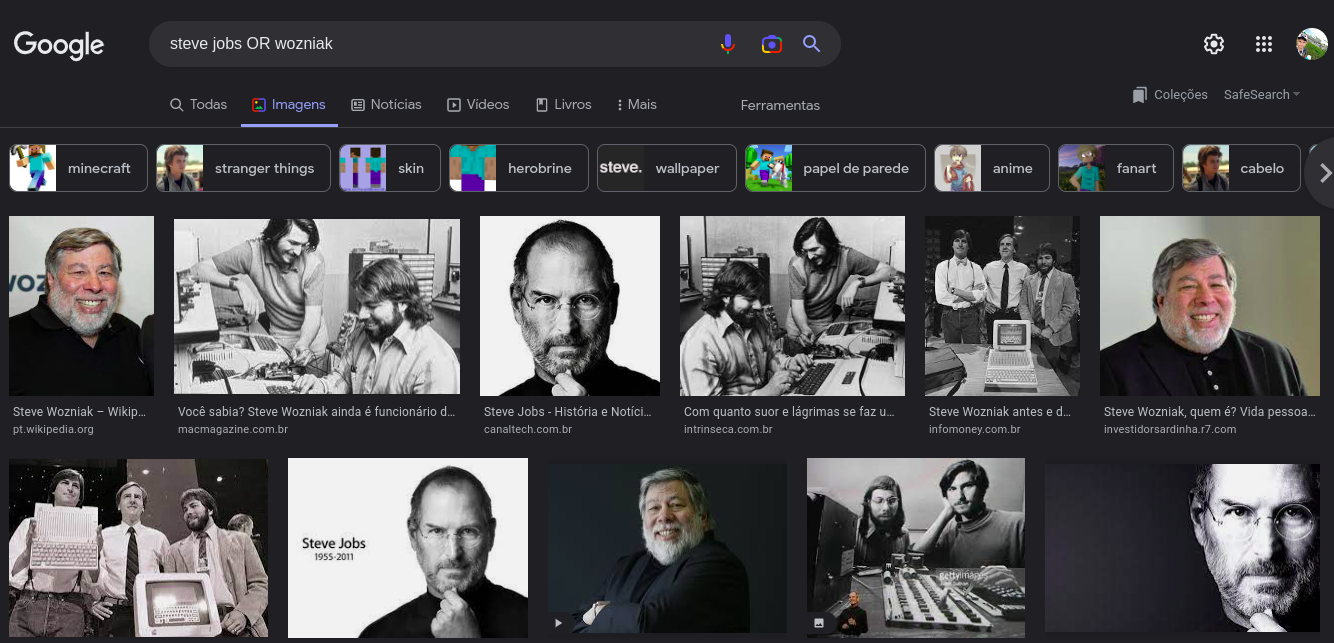 Google
steve jobs OR wozniak
Todas
Imagens
Notícias
Vídeos
Livros
Mais
Ferramentas
Coleções
SafeSearch
minecraft
stranger things
skin
herobrine
steve.
wallpaper
papel de parede
anime
fanart
cabelo
Steve Wozniak – Wikip...
pt.wikipedia.org
Você sabia? Steve Wozniak ainda é funcionário d...
macmagazine.com.br
Steve Jobs - História e Notíci...
canaltech.com.br
Com quanto suor e lágrimas se faz u...
intrinseca.com.br
Steve Wozniak antes e d...
infomoney.com.br
Steve Wozniak, quem é? Vida pessoa...
investidorsardinha.r7.com
Steve Jobs
1955-2011
gettyimag